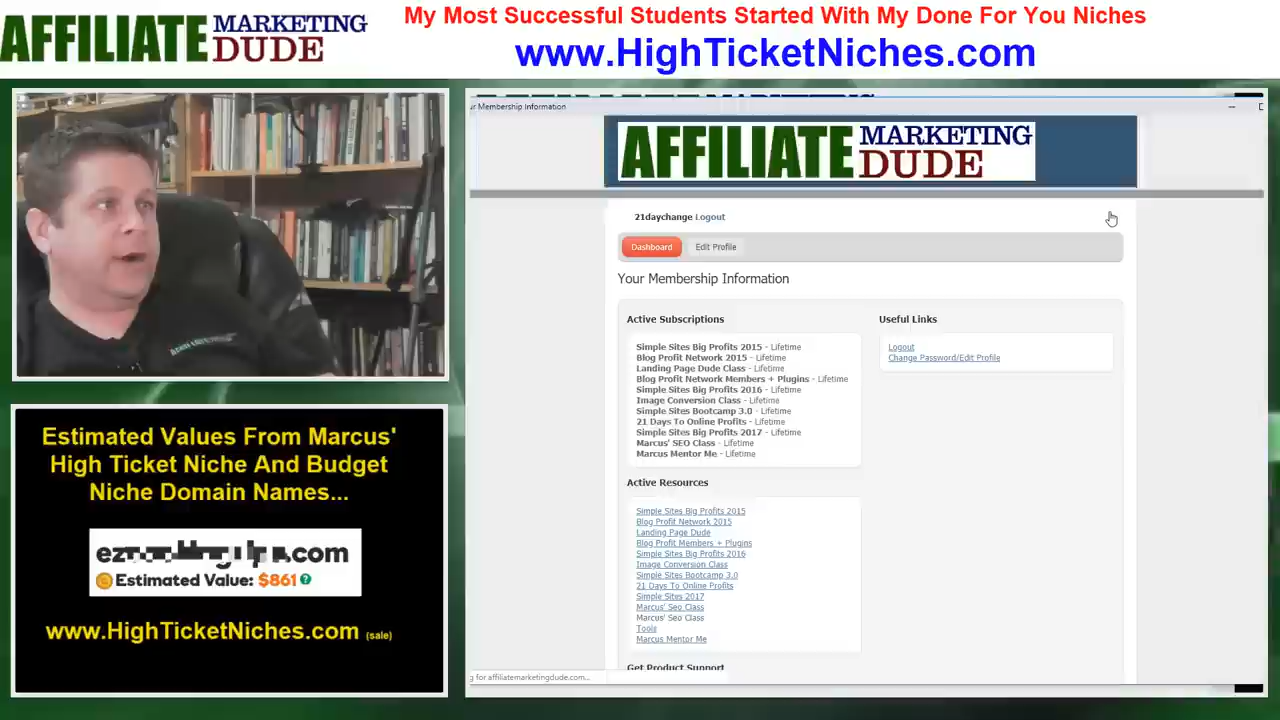 AFFILIATE MARKETING DUDE
My Most Successful Students Started With My Done For You Niches
www.HighTicketNiches.com
Membership Information
AFFILIATE MARKETING DUDE
21daychange Logout
Dashboard Edit Profile
Your Membership Information
Active Subscriptions
Simple Sites Big Profits 2015 - Lifetime
Blog Profit Network 2015 - Lifetime
Landing Page Dude Class - Lifetime
Blog Profit Network Members + Plugins - Lifetime
Simple Sites Big Profits 2016 - Lifetime
Image Conversion Class - Lifetime
Simple Sites Bootcamp 3.0 - Lifetime
21 Days To Online Profits - Lifetime
Simple Sites Big Profits 2017 - Lifetime
Marcus' SEO Class - Lifetime
Marcus Mentor Me - Lifetime
Useful Links
Logout
Change Password/Edit Profile
Active Resources
Simple Sites Big Profits 2015
Blog Profit Network 2015
Landing Page Dude
Blog Profit Members + Plugins
Simple Sites Big Profits 2016
Image Conversion Class
Simple Sites Bootcamp 3.0
21 Days To Online Profits
Simple Sites 2017
Marcus' Seo Class
Marcus' Seo Class
Tools
Marcus Mentor Me
Get Product Support
for affiliatemarketingdude.com...
Estimated Values From Marcus'
High Ticket Niche And Budget
Niche Domain Names...
.com
Estimated Value: $861
www.HighTicketNiches.com (sale)